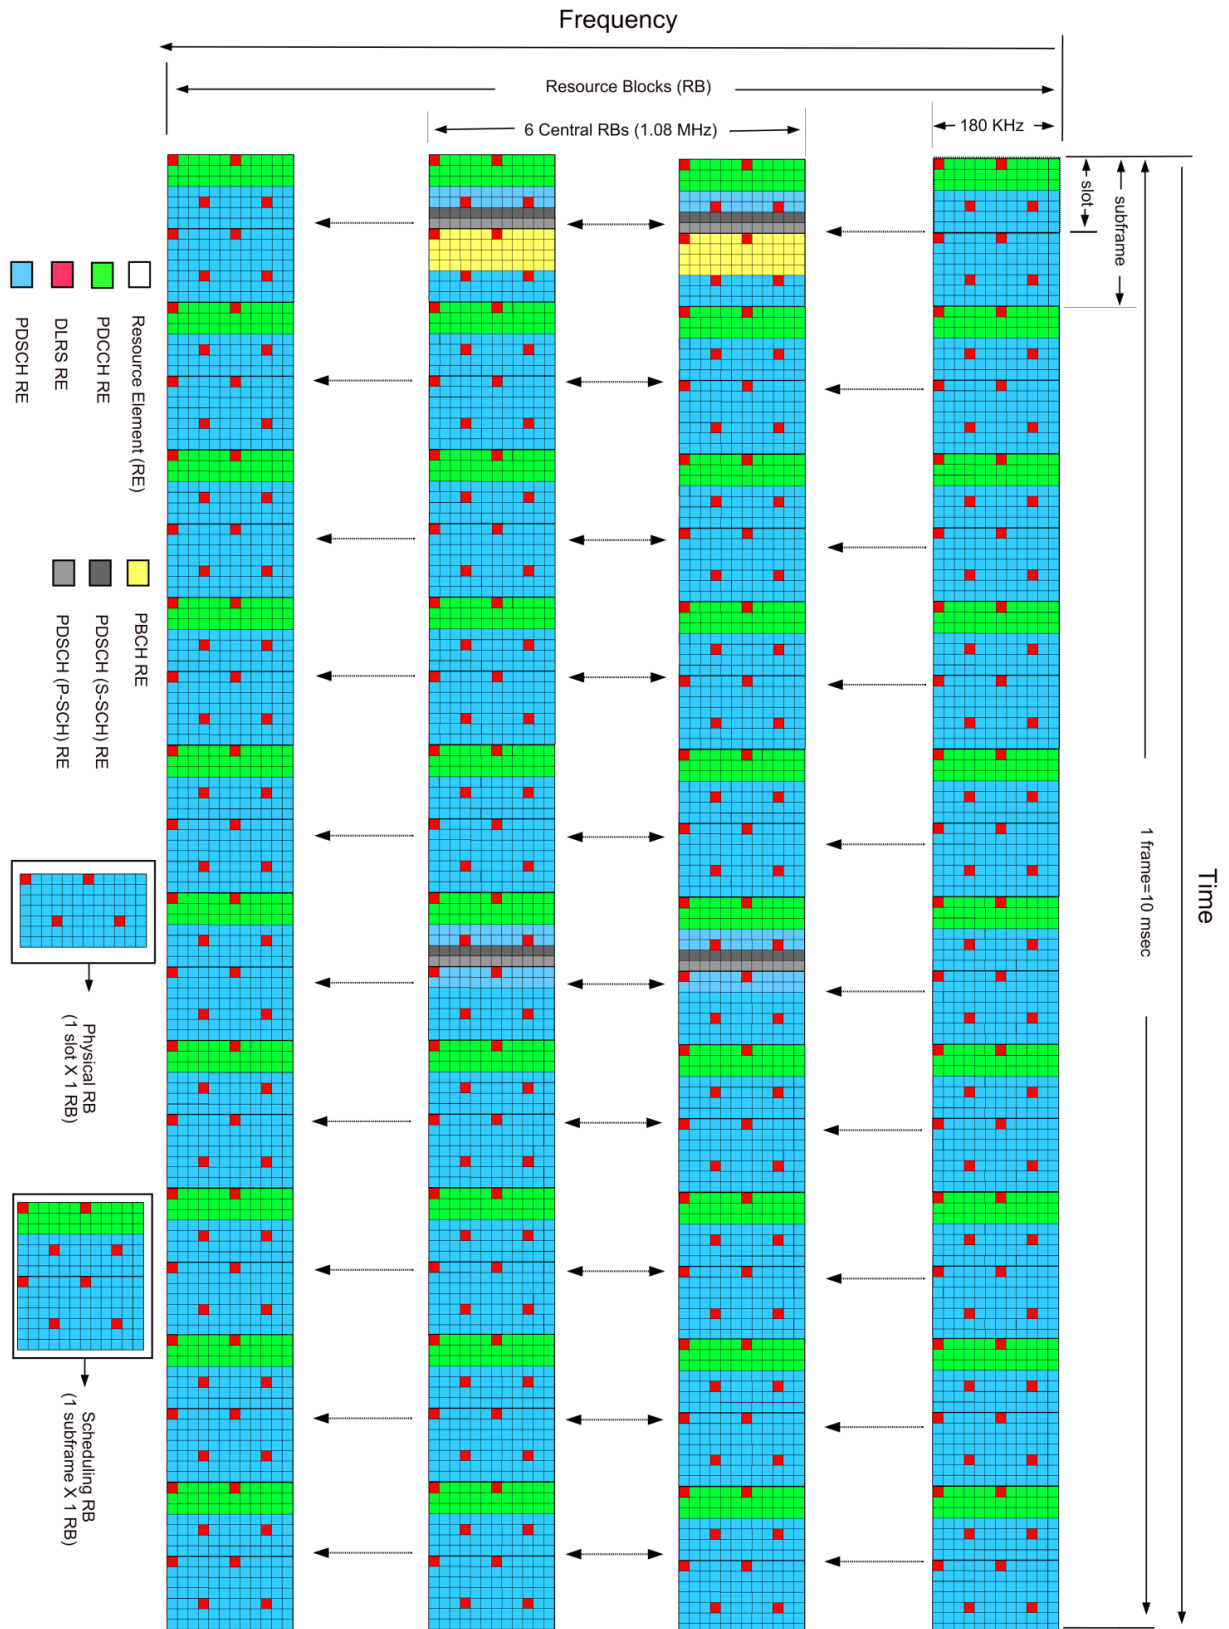 Frequency
Resource Blocks (RB)
6 Central RBs (1.08 MHz)
180 KHz
slot
subframe
1 frame=10 msec
Time
Resource Element (RE)
PDCCH RE
DLRS RE
PDSCH RE
PBCH RE
PDSCH (S-SCH) RE
PDSCH (P-SCH) RE
Physical RB
(1 slot X 1 RB)
Scheduling RB
(1 subframe X 1 RB)